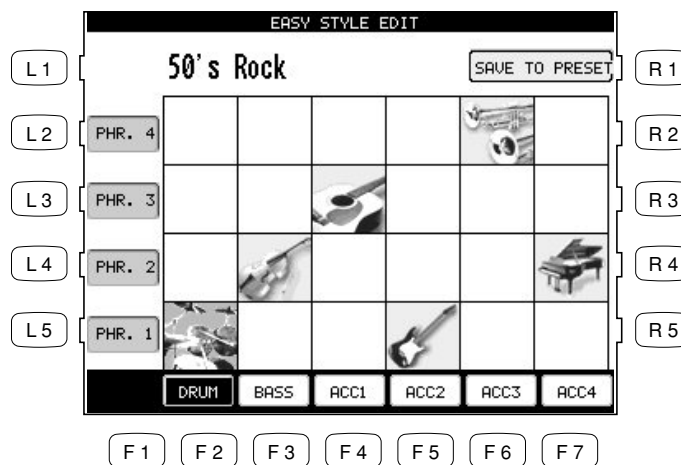 EASY STYLE EDIT
L1 50's Rock SAVE TO PRESET R1
L2 PHR. 4 R2
L3 PHR. 3 R3
L4 PHR. 2 R4
L5 PHR. 1 R5
DRUM BASS ACC1 ACC2 ACC3 ACC4
F1 F2 F3 F4 F5 F6 F7